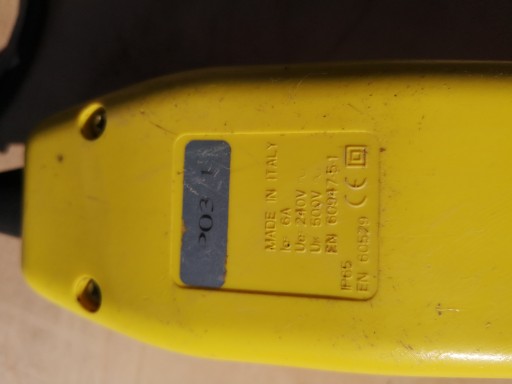 P03
MADE IN ITALY
Ie 6A
Ue 240V
Ui 500V
EN 60947.5.1
IP65
EN 60529 CE